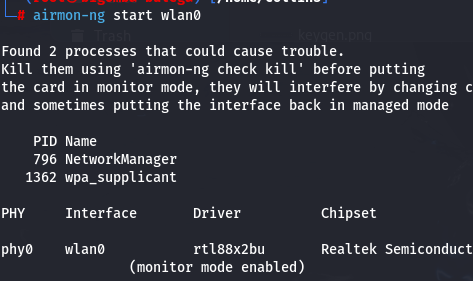 # airmon-ng start wlan0
Trash
keygen.png
Found 2 processes that could cause trouble.
Kill them using 'airmon-ng check kill' before putting
the card in monitor mode, they will interfere by changing c
and sometimes putting the interface back in managed mode
PID Name
796 NetworkManager
1362 wpa_supplicant
PHY Interface Driver Chipset
phy0 wlan0 rtl88x2bu Realtek Semiconduct
(monitor mode enabled)